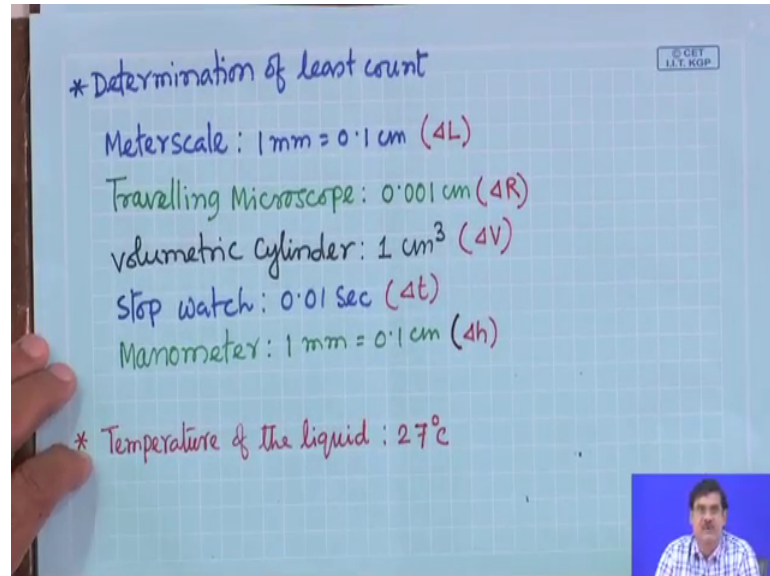 * Determination of least count
© CET
I.I.T. KGP
Meterscale : 1 mm = 0.1 cm (ΔL)
Travelling Microscope : 0.001 cm (ΔR)
volumetric cylinder : 1 cm³ (ΔV)
Stop watch : 0.01 sec (Δt)
Manometer : 1 mm = 0.1 cm (Δh)
* Temperature of the liquid : 27°C